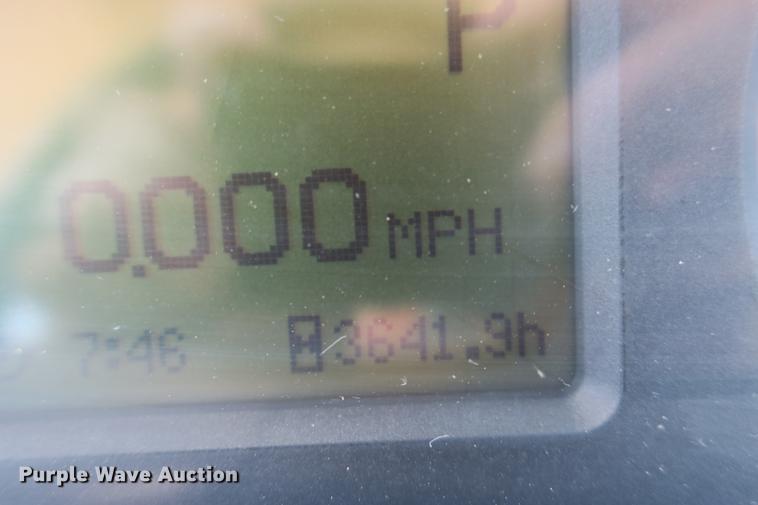 P
0.000 MPH
7:46 3641.9h
Purple Wave Auction